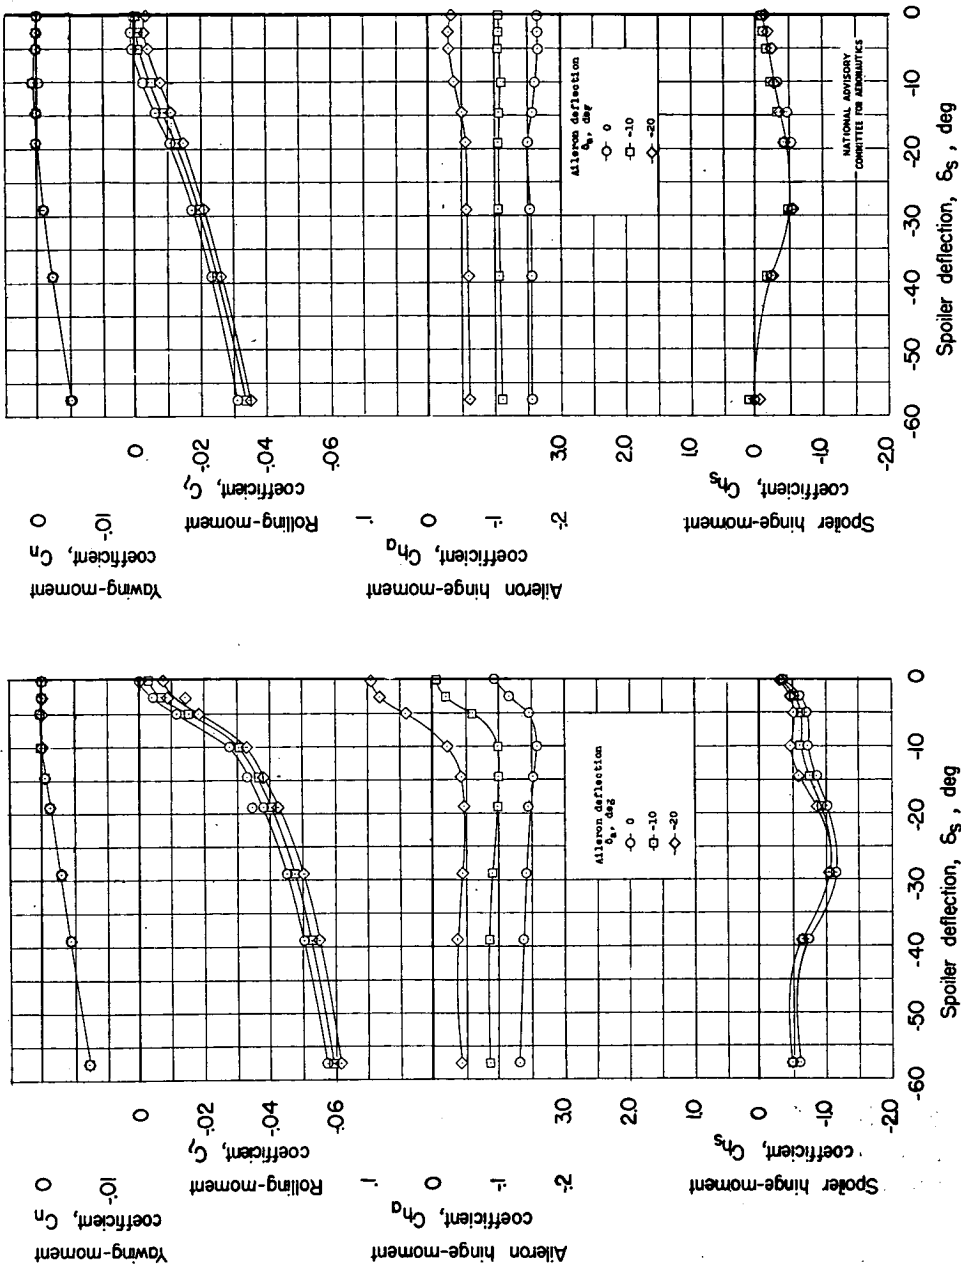 Yawing-moment
coefficient, Cn
0
-.01
Rolling-moment
coefficient, Cl
0
-.02
-.04
-.06
Aileron hinge-moment
coefficient, Cha
.1
0
-.1
-.2
Spoiler hinge-moment
coefficient, Chs
3.0
2.0
1.0
0
-1.0
-2.0
Aileron deflection
δa, deg
0
-10
-20
-60
-50
-40
-30
-20
-10
0
Spoiler deflection, δs, deg
Yawing-moment
coefficient, Cn
0
-.01
Rolling-moment
coefficient, Cl
0
-.02
-.04
-.06
Aileron hinge-moment
coefficient, Cha
.1
0
-.1
-.2
Spoiler hinge-moment
coefficient, Chs
3.0
2.0
1.0
0
-1.0
-2.0
Aileron deflection
δa, deg
0
-10
-20
NATIONAL ADVISORY
COMMITTEE FOR AERONAUTICS
-60
-50
-40
-30
-20
-10
0
Spoiler deflection, δs, deg